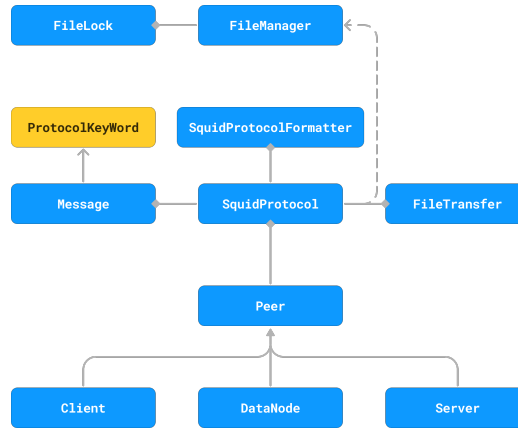 FileLock
FileManager
ProtocolKeyWord
SquidProtocolFormatter
Message
SquidProtocol
FileTransfer
Peer
Client
DataNode
Server